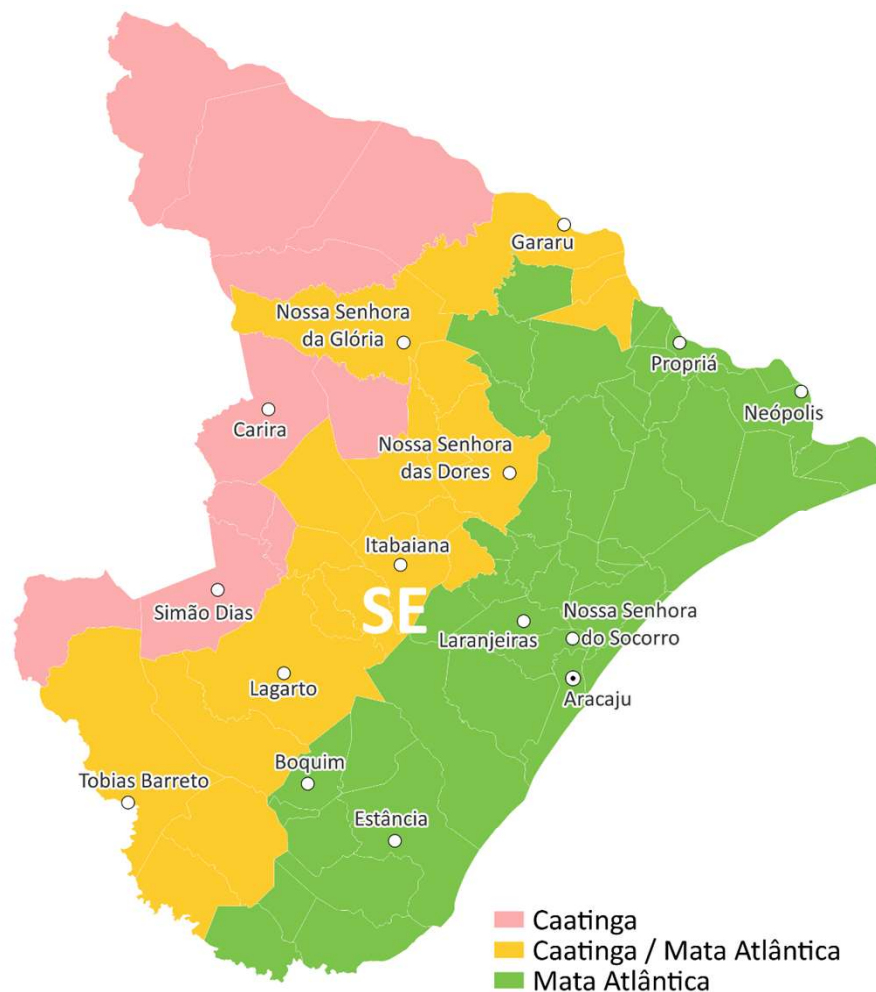 Gararu
Nossa Senhora
da Glória
Propriá
Neópolis
Carira
Nossa Senhora
das Dores
Itabaiana
SE
Simão Dias
Nossa Senhora
do Socorro
Laranjeiras
Lagarto
Aracaju
Boquim
Tobias Barreto
Estância
Caatinga
Caatinga / Mata Atlântica
Mata Atlântica